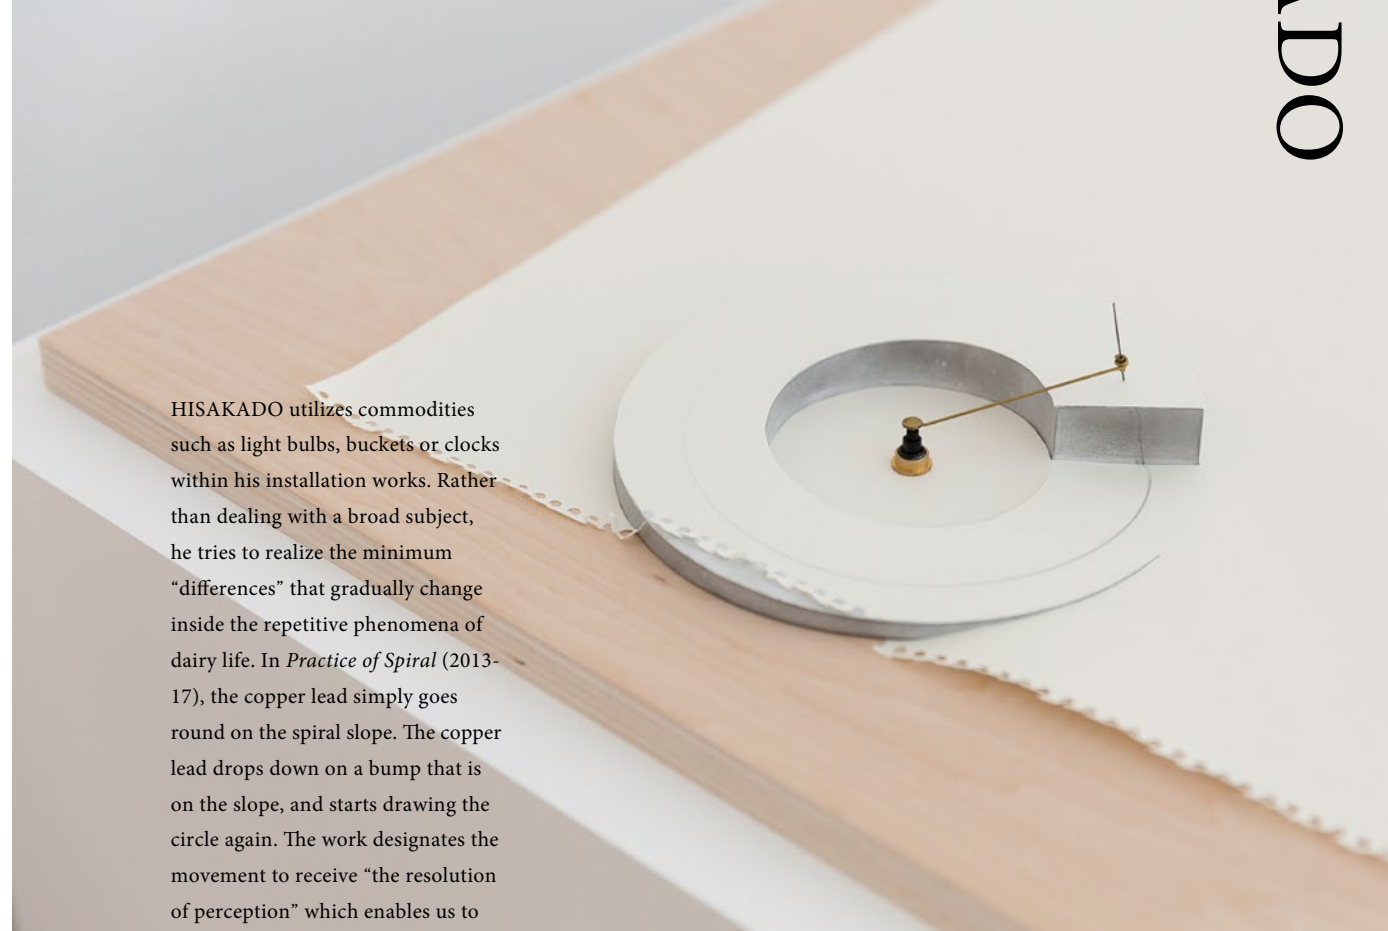 ADO
HISAKADO utilizes commodities
such as light bulbs, buckets or clocks
within his installation works. Rather
than dealing with a broad subject,
he tries to realize the minimum
“differences” that gradually change
inside the repetitive phenomena of
dairy life. In Practice of Spiral (2013-
17), the copper lead simply goes
round on the spiral slope. The copper
lead drops down on a bump that is
on the slope, and starts drawing the
circle again. The work designates the
movement to receive “the resolution
of perception” which enables us to